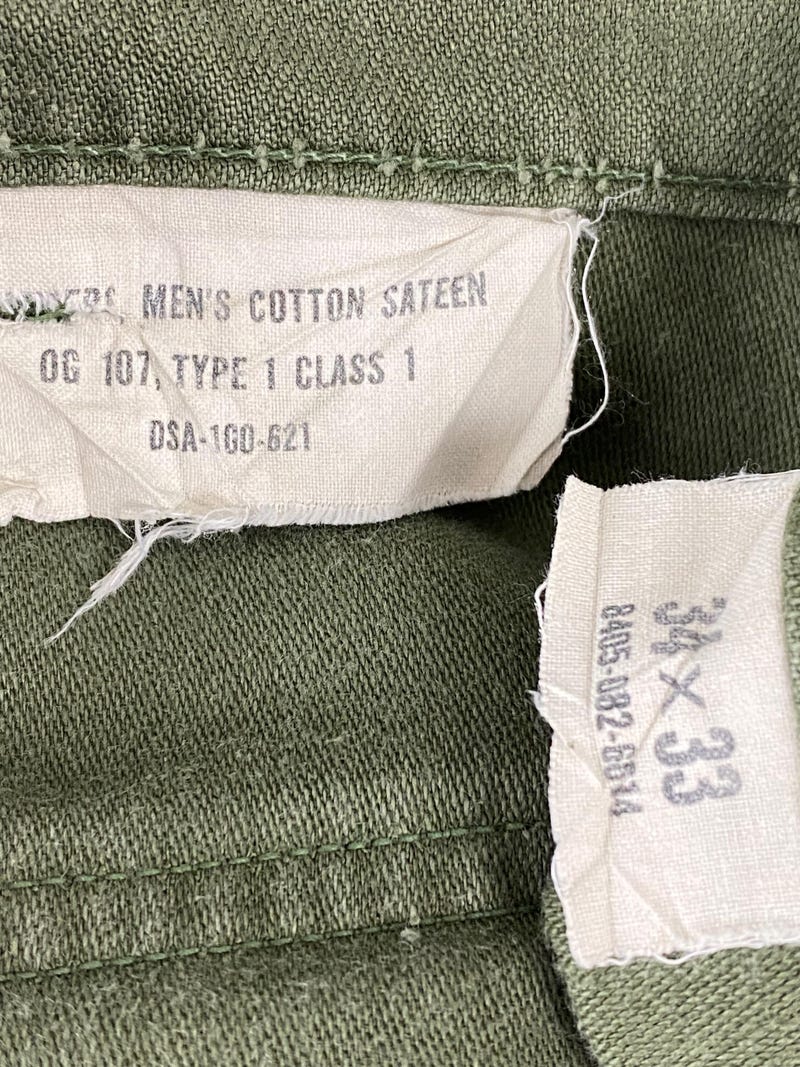 MEN'S COTTON SATEEN
OG 107, TYPE 1 CLASS 1
DSA-100-621
34 X 33
8405-082-6614